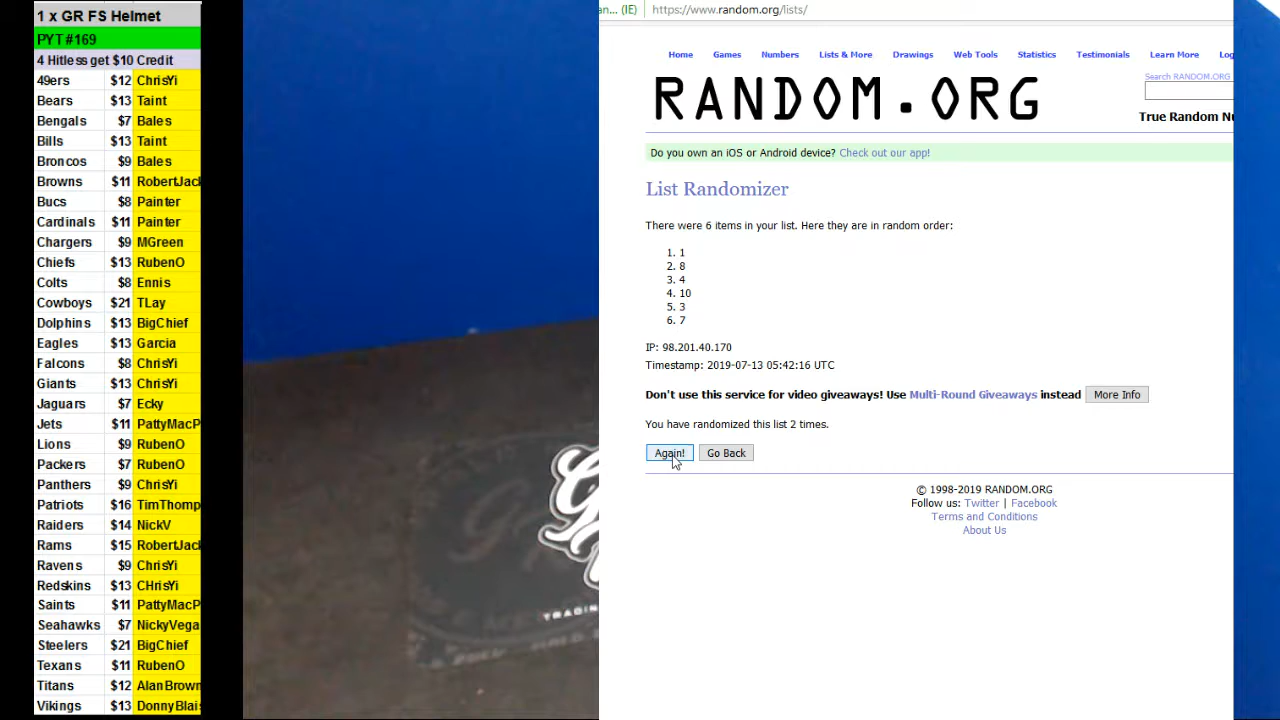 1 x GR FS Helmet
PYT #169
4 Hitless get $10 Credit
49ers $12 ChrisYi
Bears $13 Taint
Bengals $7 Bales
Bills $13 Taint
Broncos $9 Bales
Browns $11 RobertJack
Bucs $8 Painter
Cardinals $11 Painter
Chargers $9 MGreen
Chiefs $13 RubenO
Colts $8 Ennis
Cowboys $21 TLay
Dolphins $13 BigChief
Eagles $13 Garcia
Falcons $8 ChrisYi
Giants $13 ChrisYi
Jaguars $7 Ecky
Jets $11 PattyMacP
Lions $9 RubenO
Packers $7 RubenO
Panthers $9 ChrisYi
Patriots $16 TimThomp
Raiders $14 NickV
Rams $15 RobertJack
Ravens $9 ChrisYi
Redskins $13 CHrisYi
Saints $11 PattyMacP
Seahawks $7 NickyVega
Steelers $21 BigChief
Texans $11 RubenO
Titans $12 AlanBrown
Vikings $13 DonnyBlais
(IE) https://www.random.org/lists/
Home Games Numbers Lists & More Drawings Web Tools Statistics Testimonials Learn More Log
Search RANDOM.ORG
RANDOM.ORG
True Random Nu
Do you own an iOS or Android device? Check out our app!
List Randomizer
There were 6 items in your list. Here they are in random order:
1. 1
2. 8
3. 4
4. 10
5. 3
6. 7
IP: 98.201.40.170
Timestamp: 2019-07-13 05:42:16 UTC
Don't use this service for video giveaways! Use Multi-Round Giveaways instead More Info
You have randomized this list 2 times.
Again! Go Back
© 1998-2019 RANDOM.ORG
Follow us: Twitter | Facebook
Terms and Conditions
About Us